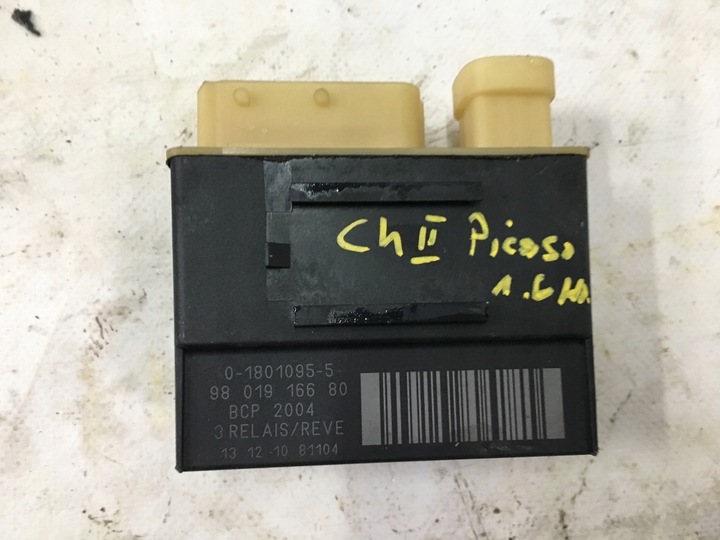 Ch II Picaso
1.6 HDi
0-1801095-5
98 019 166 80
BCP 2004
3 RELAIS/REVE
13 12-10 81104